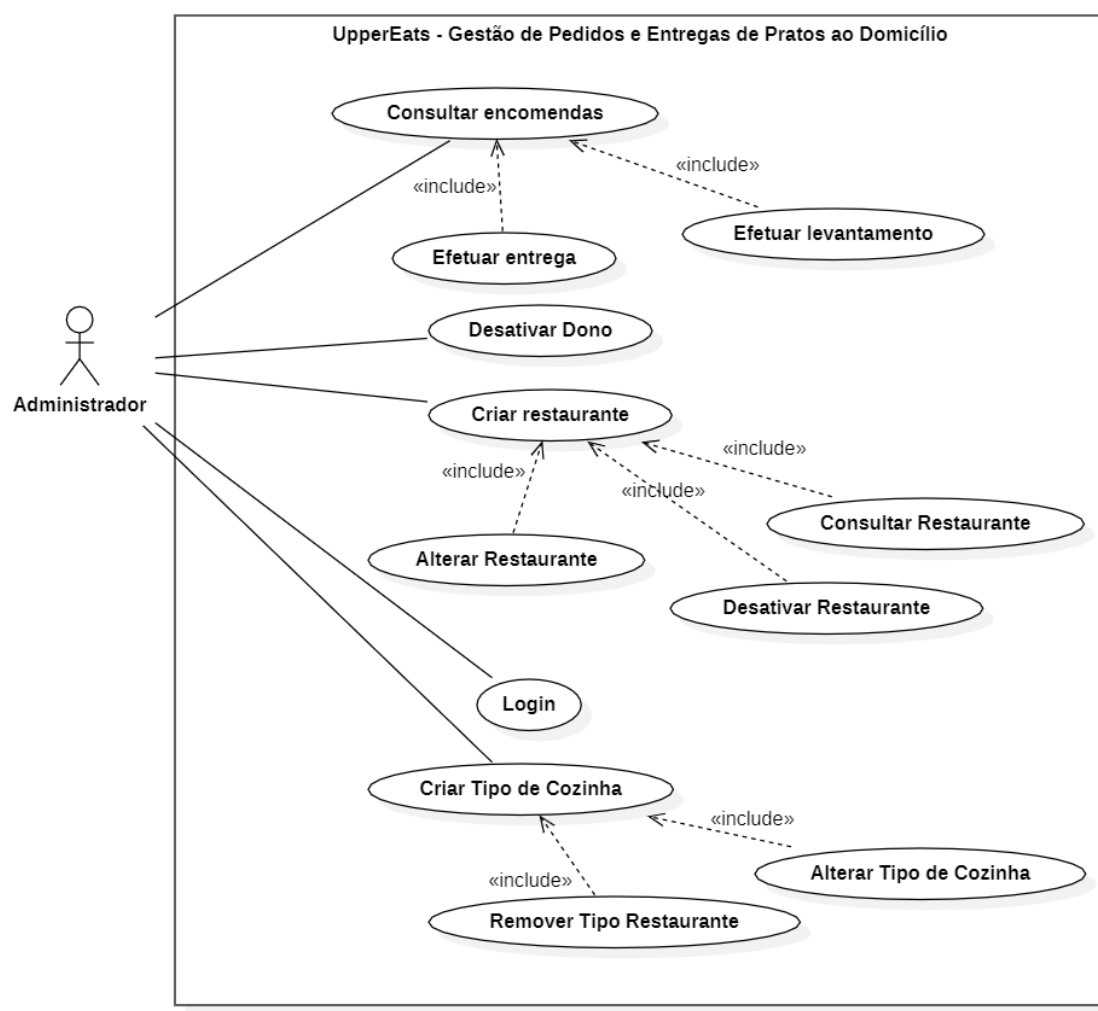 UpperEats - Gestão de Pedidos e Entregas de Pratos ao Domicílio
Consultar encomendas
«include»
«include»
Efetuar levantamento
Efetuar entrega
Desativar Dono
Administrador
Criar restaurante
«include»
«include»
«include»
Consultar Restaurante
Alterar Restaurante
Desativar Restaurante
Login
Criar Tipo de Cozinha
«include»
Alterar Tipo de Cozinha
«include»
Remover Tipo Restaurante